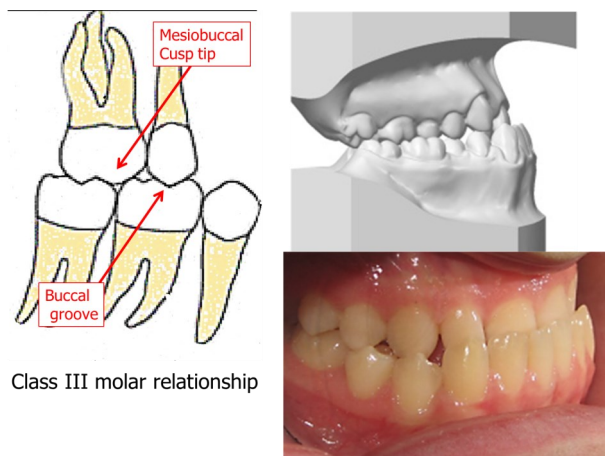 Mesiobuccal
Cusp tip
Buccal
groove
Class III molar relationship